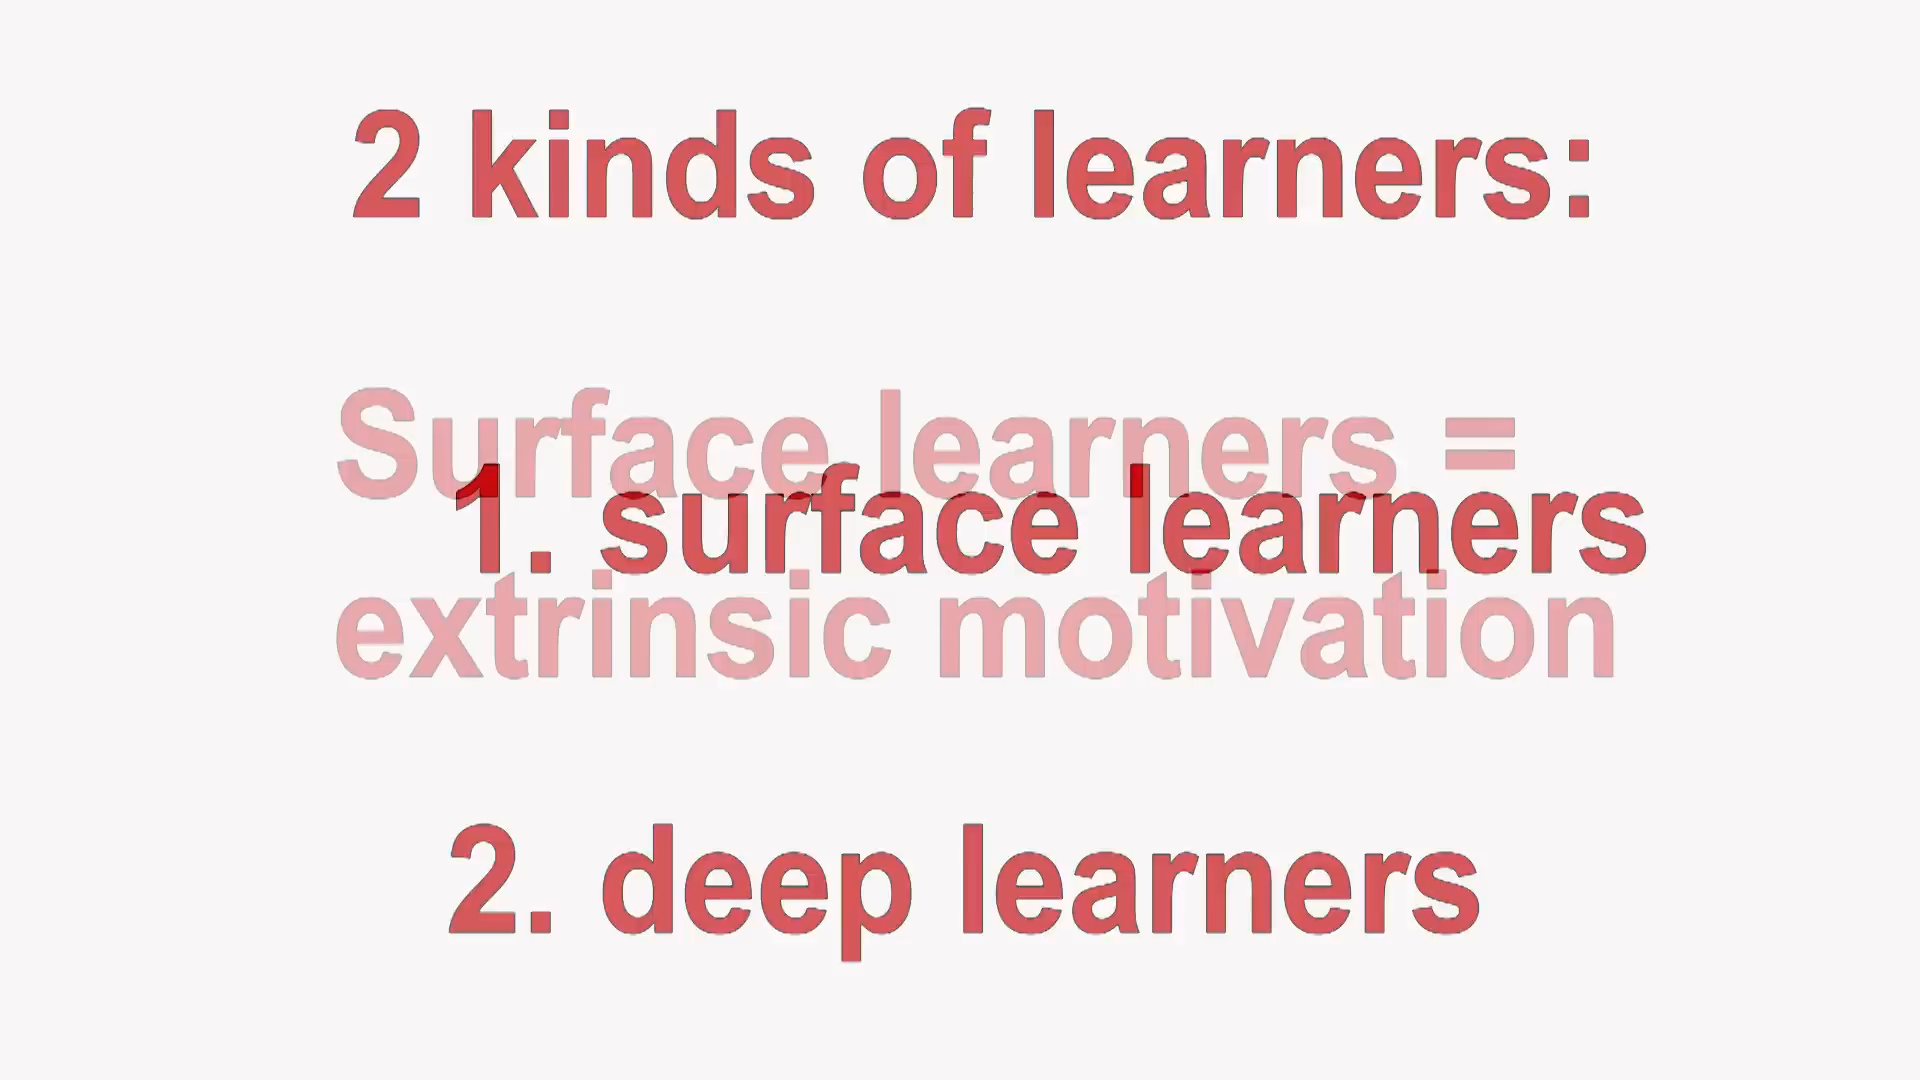 2 kinds of learners:
Surface learners =
1. surface learners
extrinsic motivation
2. deep learners